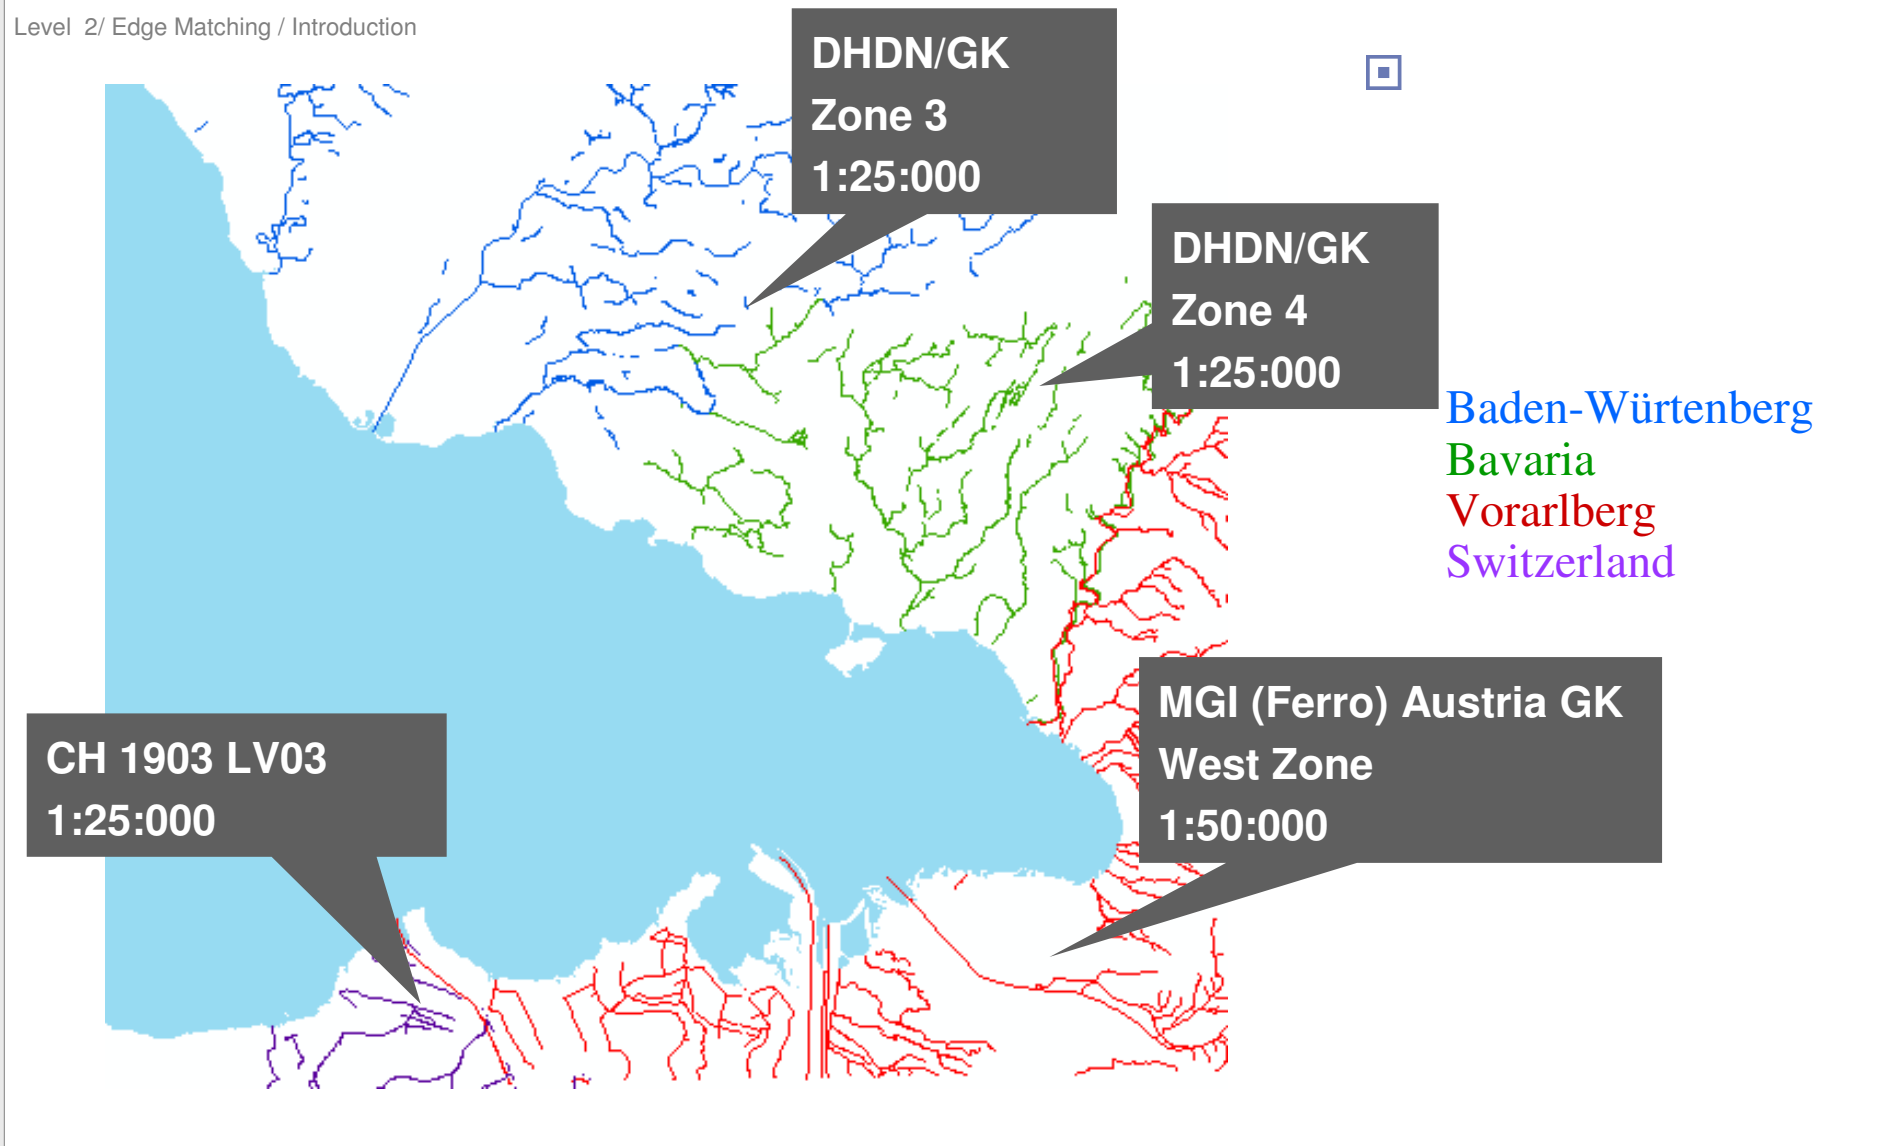 Level 2/ Edge Matching / Introduction
DHDN/GK
Zone 3
1:25:000
DHDN/GK
Zone 4
1:25:000
Baden-Würtenberg
Bavaria
Vorarlberg
Switzerland
MGI (Ferro) Austria GK
West Zone
1:50:000
CH 1903 LV03
1:25:000